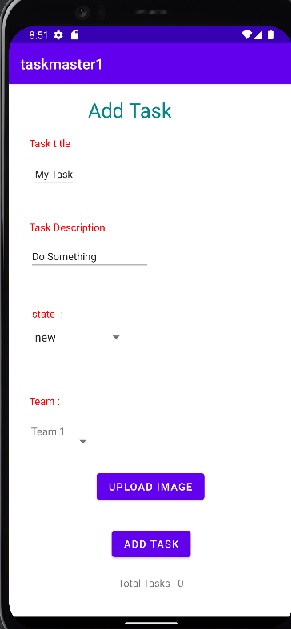 8:51
taskmaster1
Add Task
Task title
My Task
Task Description
Do Something
state :
new
Team :
Team 1
UPLOAD IMAGE
ADD TASK
Total Tasks 0